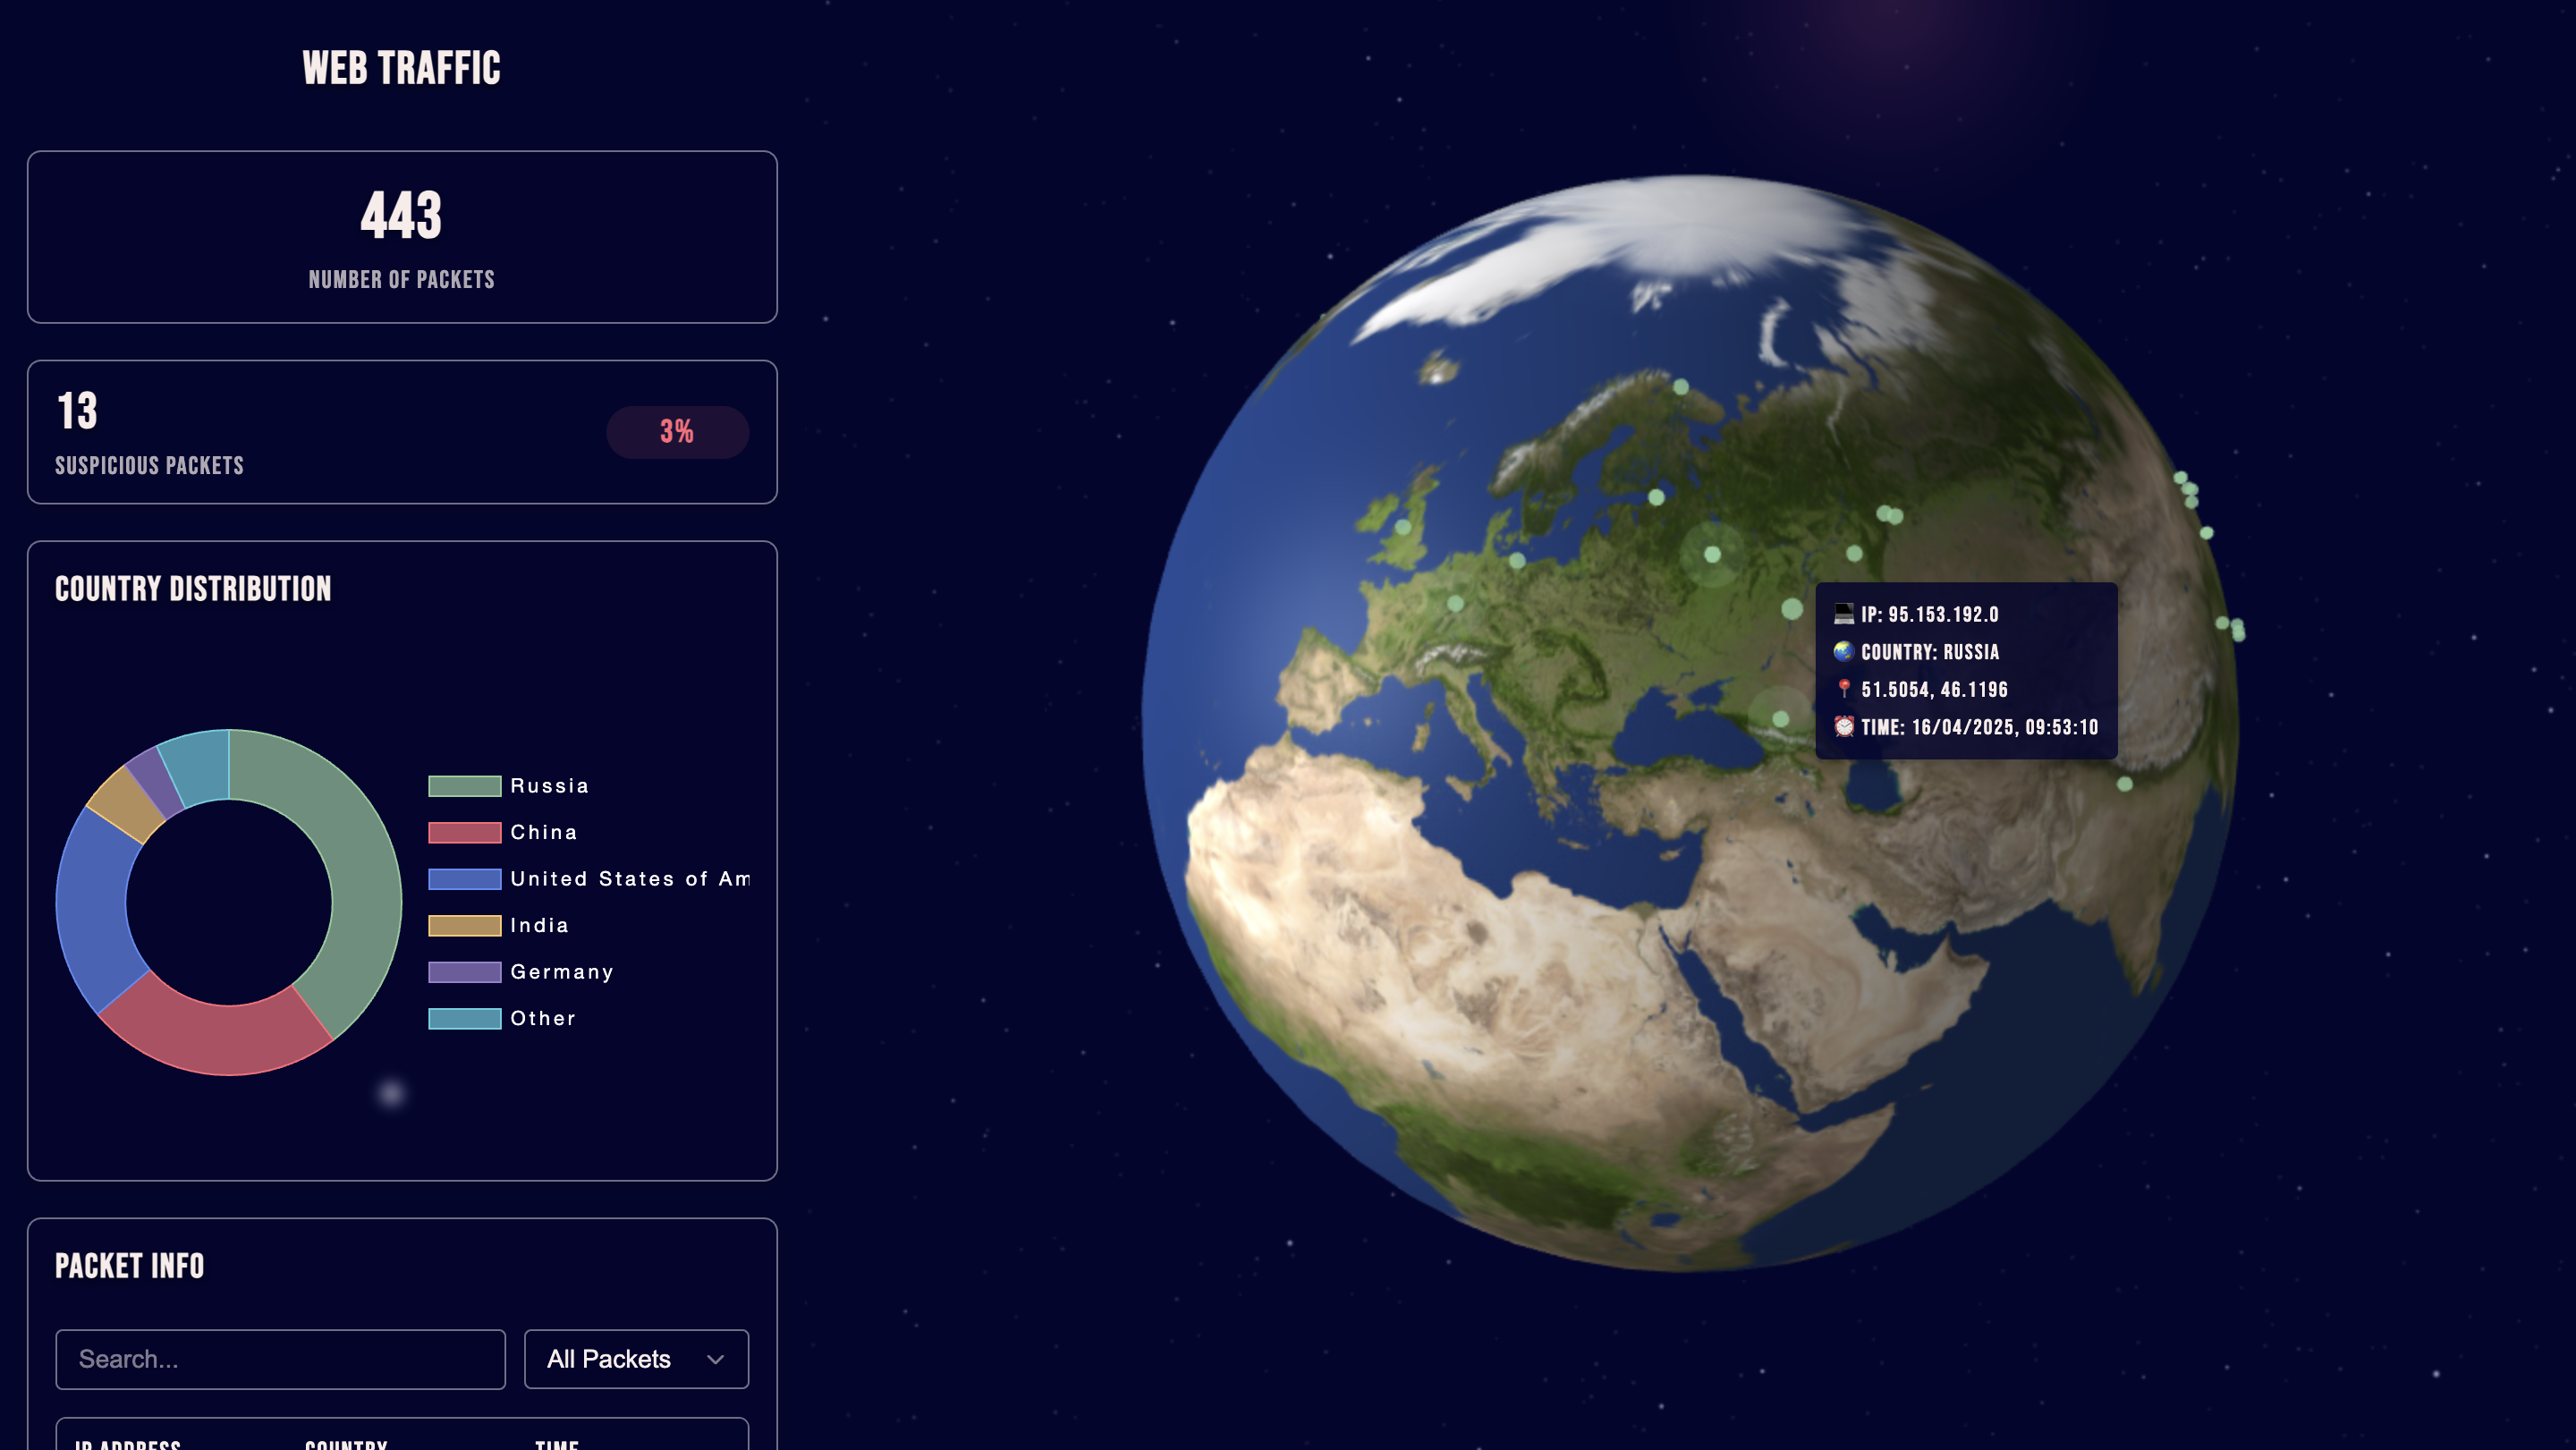 WEB TRAFFIC
443
NUMBER OF PACKETS
13
SUSPICIOUS PACKETS
3%
COUNTRY DISTRIBUTION
Russia
China
United States of Am
India
Germany
Other
PACKET INFO
Search...
All Packets
IP ADDRESS COUNTRY TIME
IP: 95.153.192.0
COUNTRY: RUSSIA
51.5054, 46.1196
TIME: 16/04/2025, 09:53:10